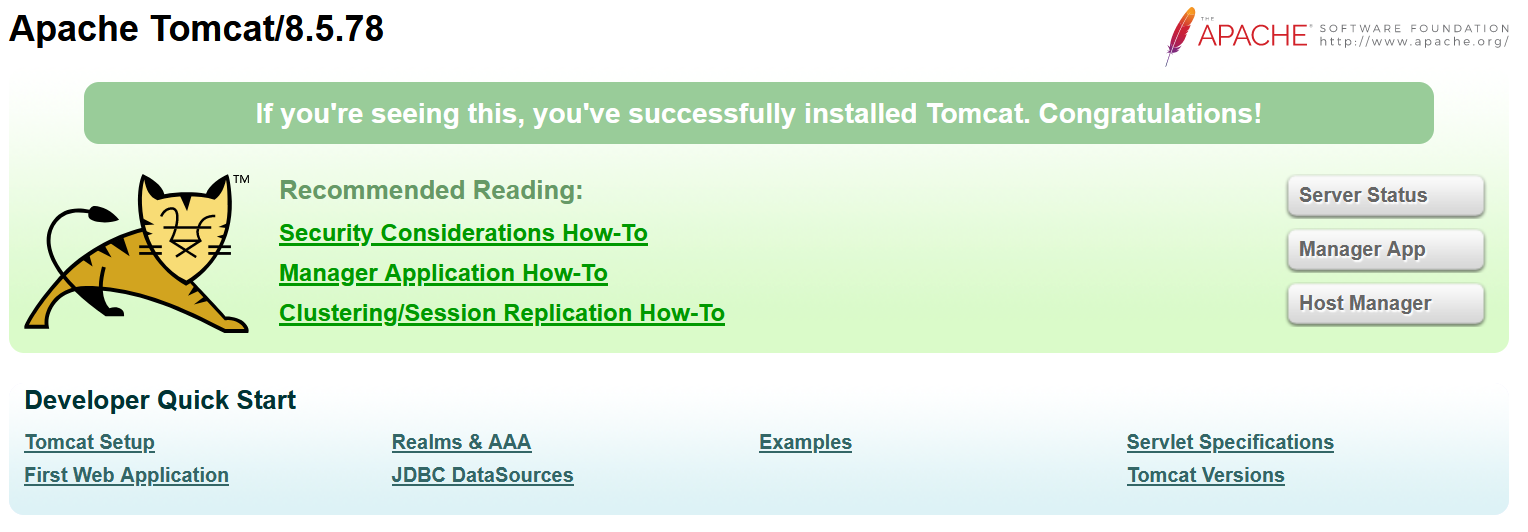 Apache Tomcat/8.5.78
THE
APACHE® SOFTWARE FOUNDATION
http://www.apache.org/
If you're seeing this, you've successfully installed Tomcat. Congratulations!
TM
Recommended Reading:
Security Considerations How-To
Manager Application How-To
Clustering/Session Replication How-To
Server Status
Manager App
Host Manager
Developer Quick Start
Tomcat Setup
First Web Application
Realms & AAA
JDBC DataSources
Examples
Servlet Specifications
Tomcat Versions